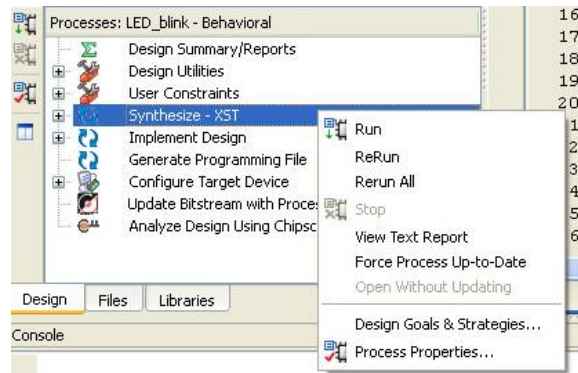 Processes: LED_blink - Behavioral
Design Summary/Reports
Design Utilities
User Constraints
Synthesize - XST
Implement Design
Generate Programming File
Configure Target Device
Update Bitstream with Proce
Analyze Design Using Chipsc
Run
ReRun
Rerun All
Stop
View Text Report
Force Process Up-to-Date
Open Without Updating
Design Goals & Strategies...
Process Properties...
16
17
18
19
20
1
2
3
4
5
6
Design Files Libraries
Console